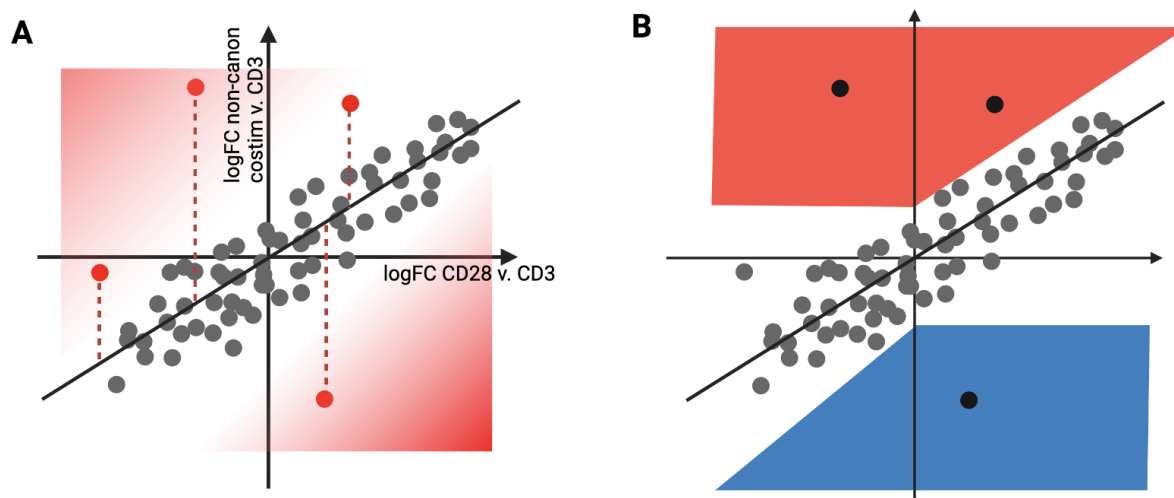 A
logFC non-canon
costim v. CD3
logFC CD28 v. CD3
B